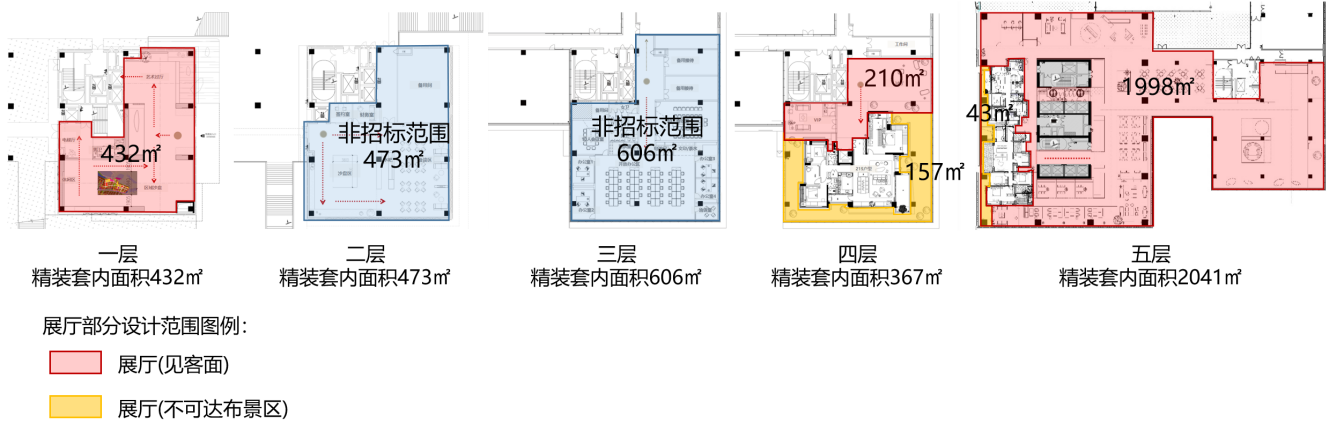 432㎡
非招标范围
473㎡
非招标范围
606㎡
卫生间
210㎡
VIP
157㎡
1998㎡
43㎡
一层
精装套内面积432㎡
二层
精装套内面积473㎡
三层
精装套内面积606㎡
四层
精装套内面积367㎡
五层
精装套内面积2041㎡
展厅部分设计范围图例：
展厅(见客面)
展厅(不可达布景区)